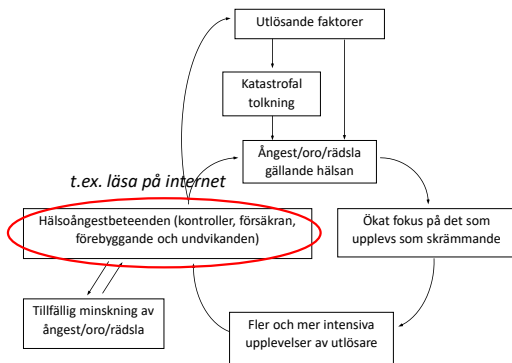 Utlösande faktorer
Katastrofal
tolkning
Ångest/oro/rädsla
gällande hälsan
t.ex. läsa på internet
Hälsoångestbeteenden (kontroller, försäkran,
förebyggande och undvikanden)
Ökat fokus på det som
upplevs som skrämmande
Tillfällig minskning av
ångest/oro/rädsla
Fler och mer intensiva
upplevelser av utlösare